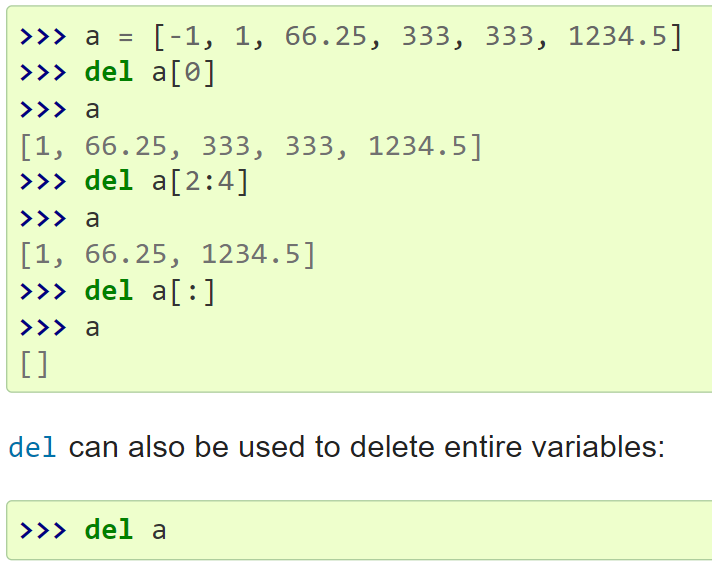 >>> a = [-1, 1, 66.25, 333, 333, 1234.5]
>>> del a[0]
>>> a
[1, 66.25, 333, 333, 1234.5]
>>> del a[2:4]
>>> a
[1, 66.25, 1234.5]
>>> del a[:]
>>> a
[]
del can also be used to delete entire variables:
>>> del a